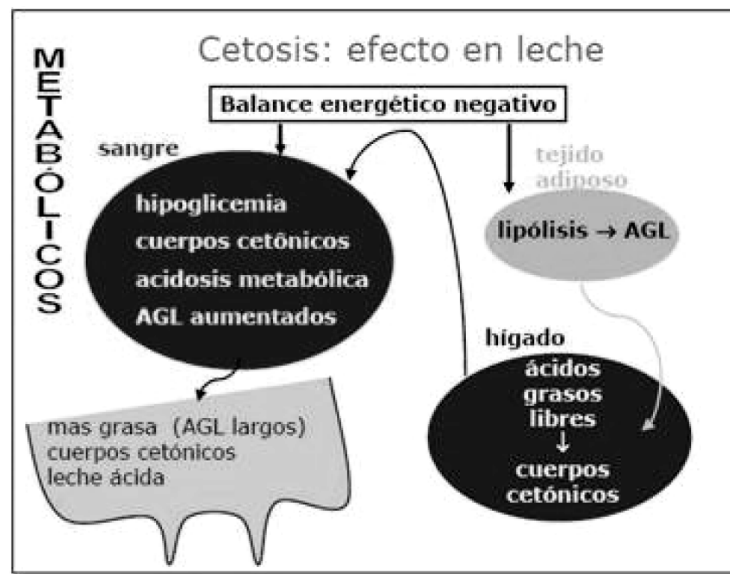 METABÓLICOS
Cetosis: efecto en leche
Balance energético negativo
sangre
hipoglicemia
cuerpos cetônicos
acidosis metabólica
AGL aumentados
tejido
adiposo
lipólisis → AGL
hígado
ácidos
grasos
libres
↓
cuerpos
cetónicos
mas grasa (AGL largos)
cuerpos cetónicos
leche ácida